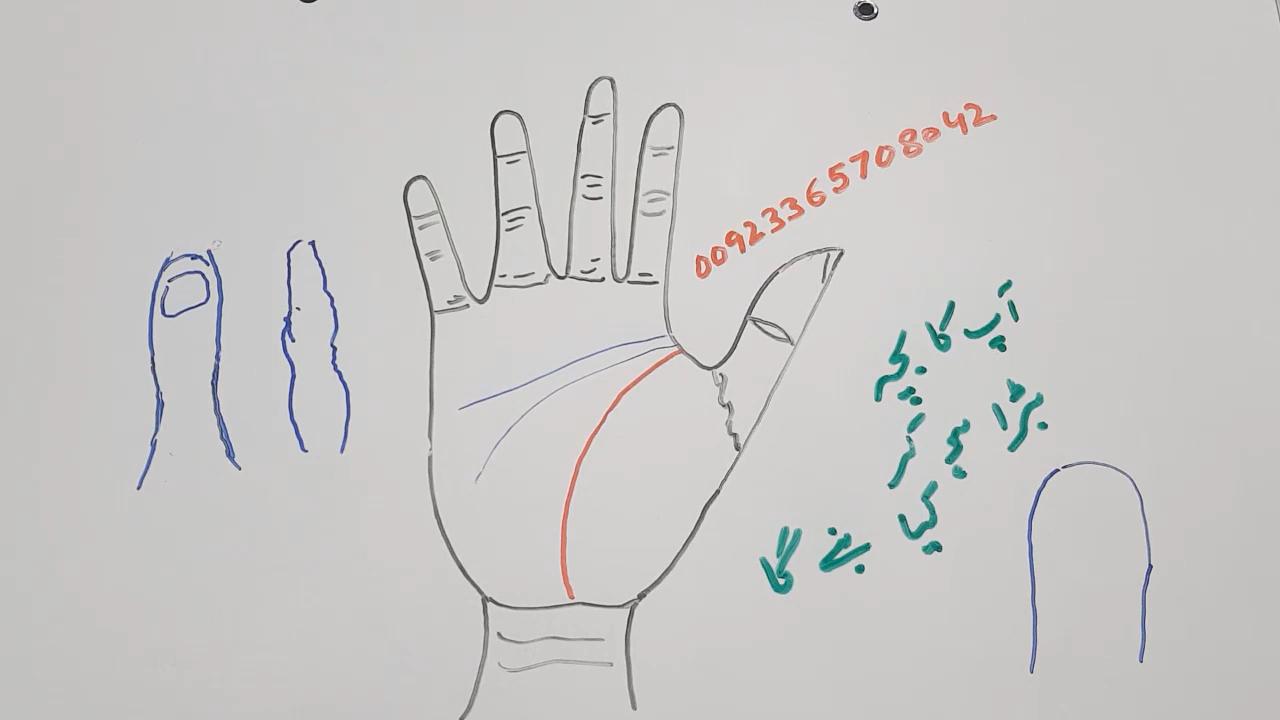 00923365708042
آپ کا بچہ
بڑا ہو کر
کیا بنے گا